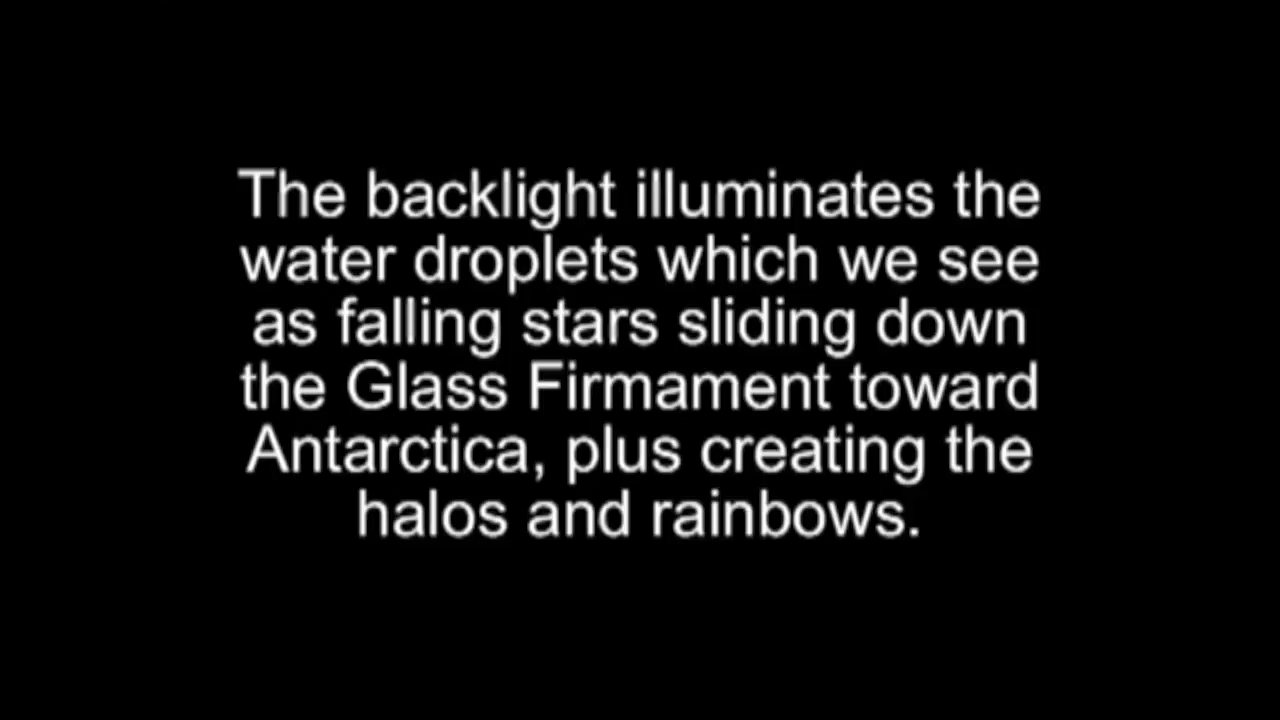 The backlight illuminates the
water droplets which we see
as falling stars sliding down
the Glass Firmament toward
Antarctica, plus creating the
halos and rainbows.